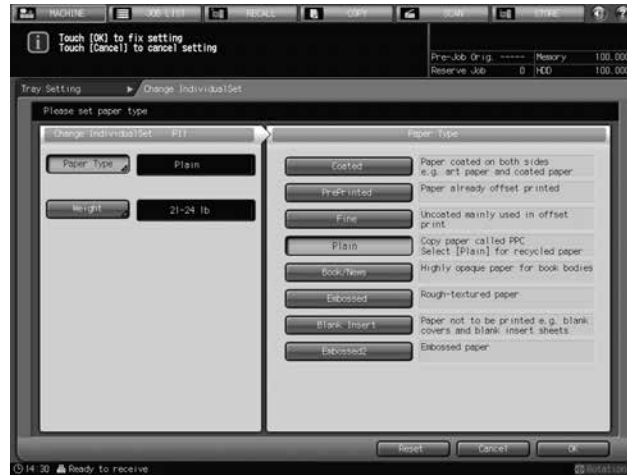 MACHINE JOB LIST RECALL COPY SCAN STORE ?
Touch [OK] to fix setting
Touch [Cancel] to cancel setting
Pre-Job Orig. ----- Memory 100.000
Reserve Job 0 HDD 100.000
Tray Setting Change IndividualSet
Please set paper type
Change IndividualSet
Paper Type
Paper Type Plain
Weight 21-24 lb
Coated Paper coated on both sides
e.g. art paper and coated paper
PrePrinted Paper already offset printed
Fine Uncoated mainly used in offset
print
Plain Copy paper called PPC
Select [Plain] for recycled paper
Book/News Highly opaque paper for book bodies
Embossed Rough-textured paper
Blank Insert Paper not to be printed e.g. blank
covers and blank insert sheets
Embossed2 Embossed paper
Reset Cancel OK
14:30 Ready to receive Rotation